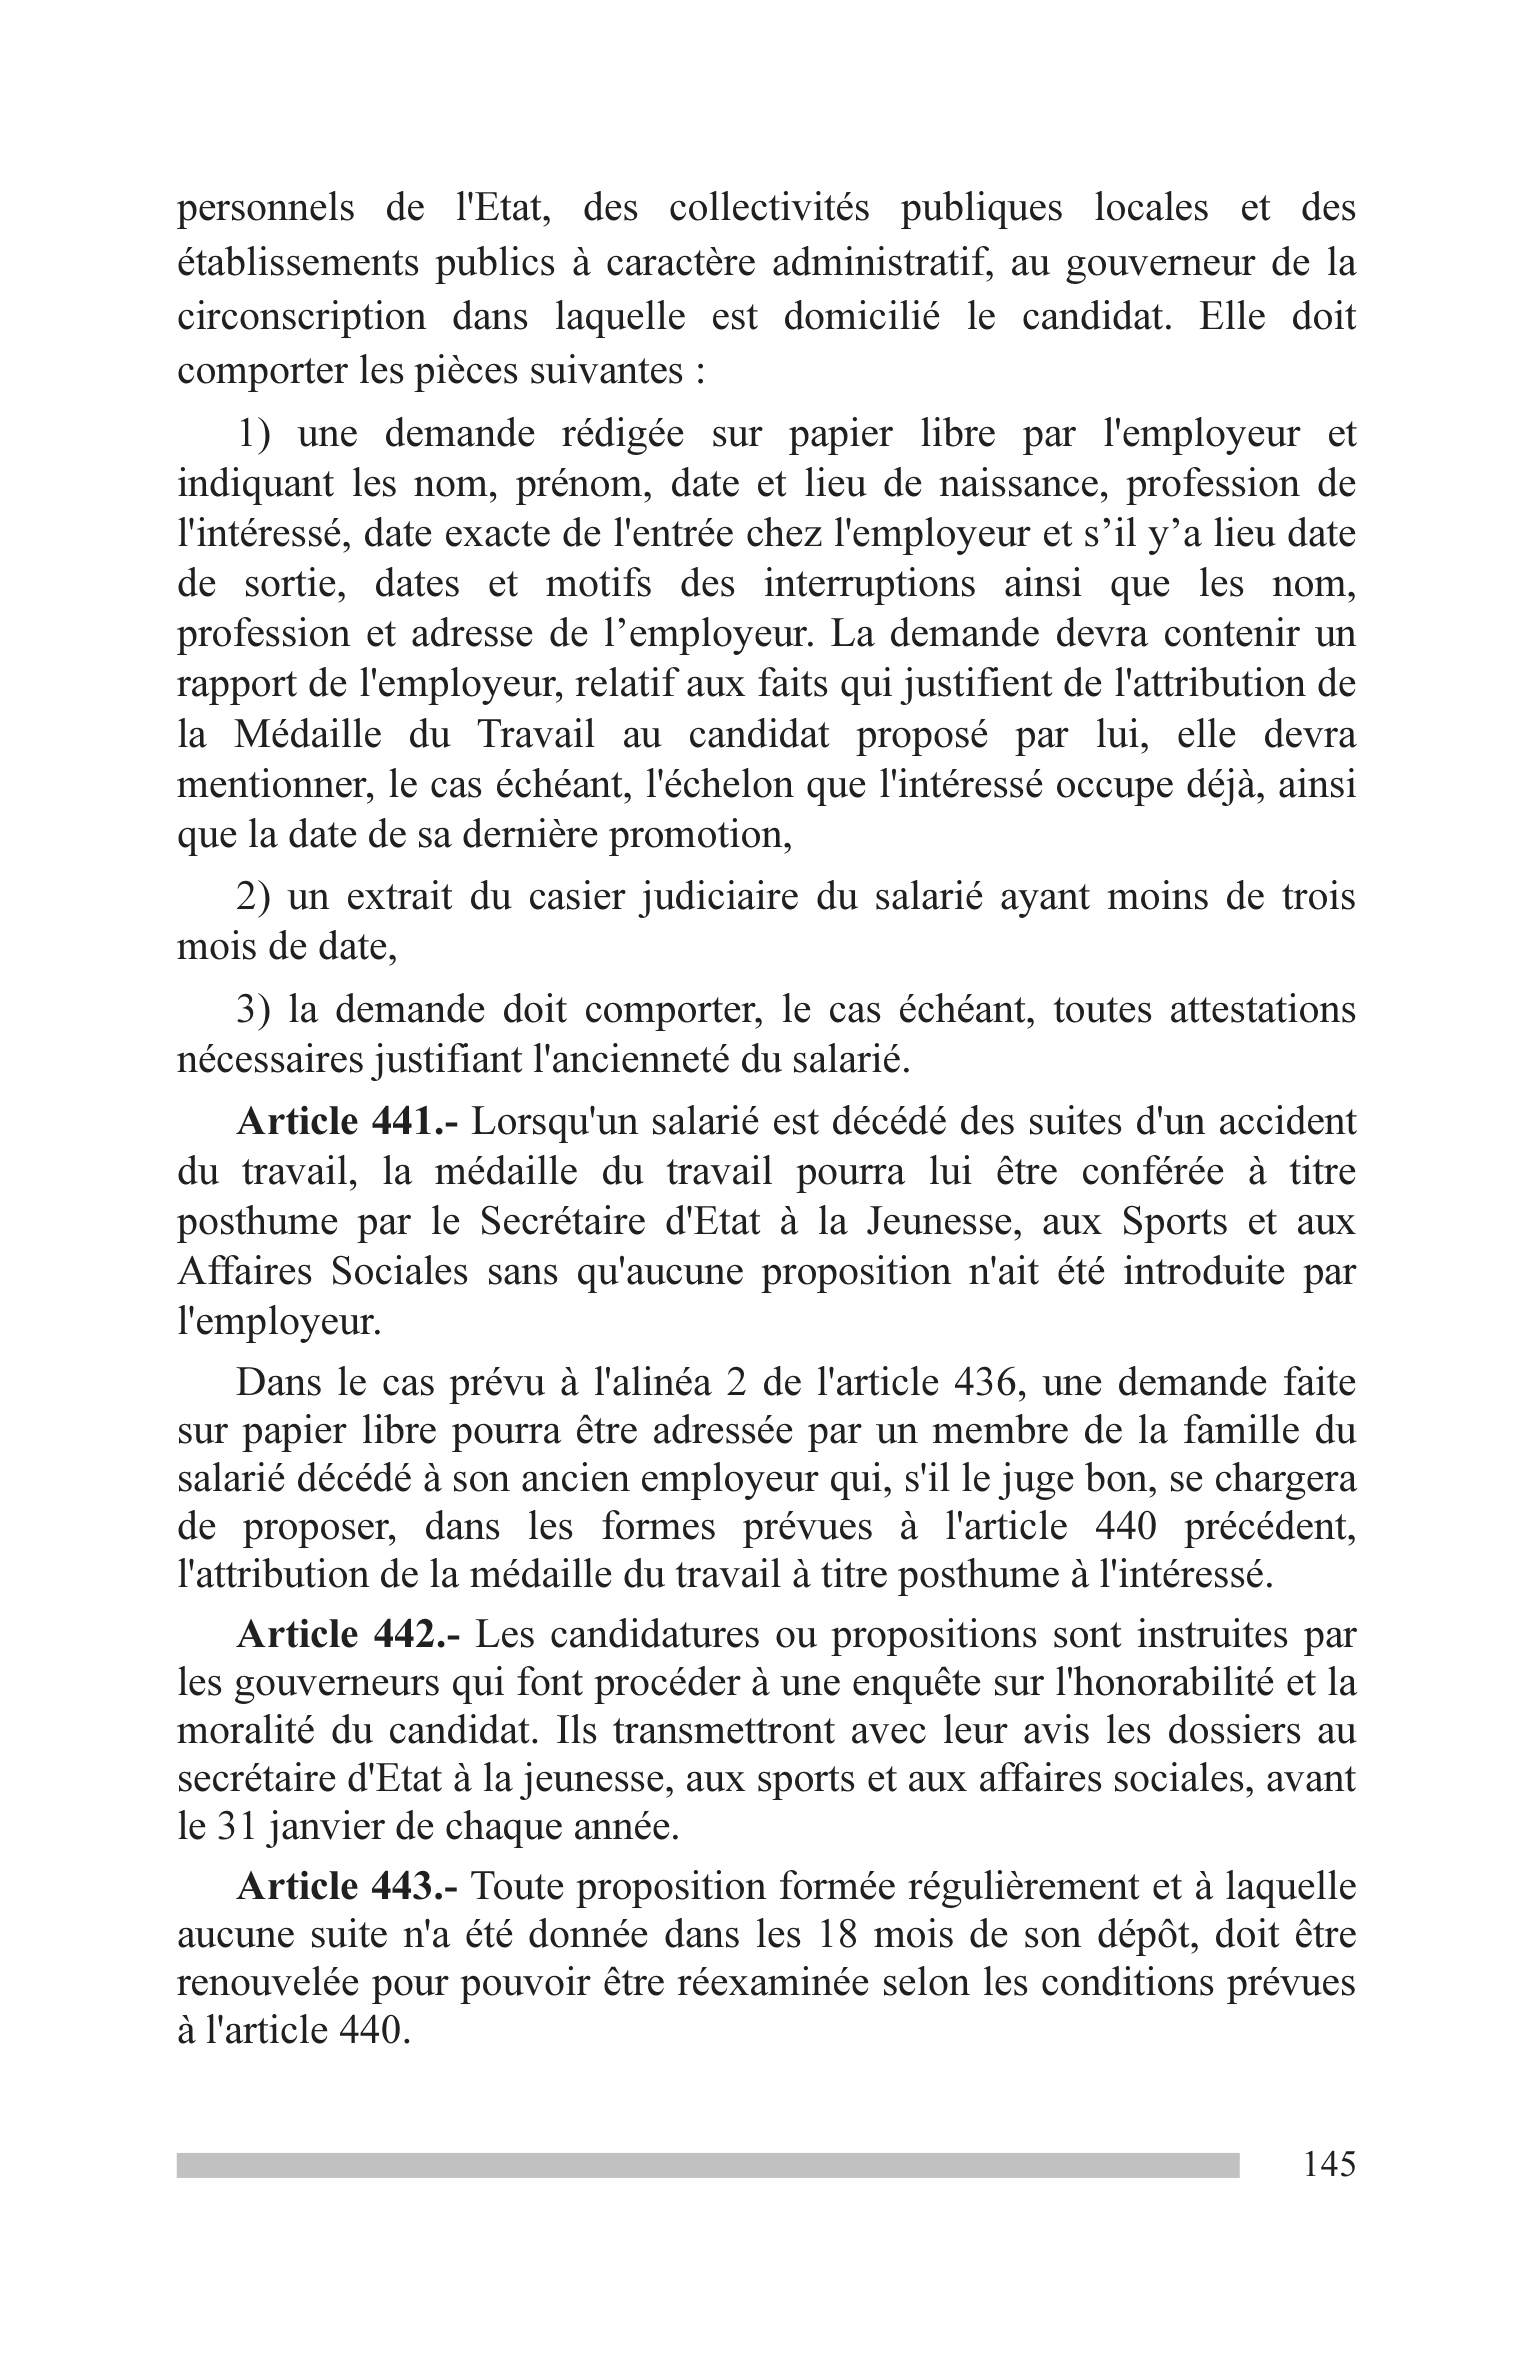 personnels de l'Etat, des collectivités publiques locales et des
établissements publics à caractère administratif, au gouverneur de la
circonscription dans laquelle est domicilié le candidat. Elle doit
comporter les pièces suivantes :
1) une demande rédigée sur papier libre par l'employeur et
indiquant les nom, prénom, date et lieu de naissance, profession de
l'intéressé, date exacte de l'entrée chez l'employeur et s’il y’a lieu date
de sortie, dates et motifs des interruptions ainsi que les nom,
profession et adresse de l’employeur. La demande devra contenir un
rapport de l'employeur, relatif aux faits qui justifient de l'attribution de
la Médaille du Travail au candidat proposé par lui, elle devra
mentionner, le cas échéant, l'échelon que l'intéressé occupe déjà, ainsi
que la date de sa dernière promotion,
2) un extrait du casier judiciaire du salarié ayant moins de trois
mois de date,
3) la demande doit comporter, le cas échéant, toutes attestations
nécessaires justifiant l'ancienneté du salarié.
Article 441.- Lorsqu'un salarié est décédé des suites d'un accident
du travail, la médaille du travail pourra lui être conférée à titre
posthume par le Secrétaire d'Etat à la Jeunesse, aux Sports et aux
Affaires Sociales sans qu'aucune proposition n'ait été introduite par
l'employeur.
Dans le cas prévu à l'alinéa 2 de l'article 436, une demande faite
sur papier libre pourra être adressée par un membre de la famille du
salarié décédé à son ancien employeur qui, s'il le juge bon, se chargera
de proposer, dans les formes prévues à l'article 440 précédent,
l'attribution de la médaille du travail à titre posthume à l'intéressé.
Article 442.- Les candidatures ou propositions sont instruites par
les gouverneurs qui font procéder à une enquête sur l'honorabilité et la
moralité du candidat. Ils transmettront avec leur avis les dossiers au
secrétaire d'Etat à la jeunesse, aux sports et aux affaires sociales, avant
le 31 janvier de chaque année.
Article 443.- Toute proposition formée régulièrement et à laquelle
aucune suite n'a été donnée dans les 18 mois de son dépôt, doit être
renouvelée pour pouvoir être réexaminée selon les conditions prévues
à l'article 440.
145